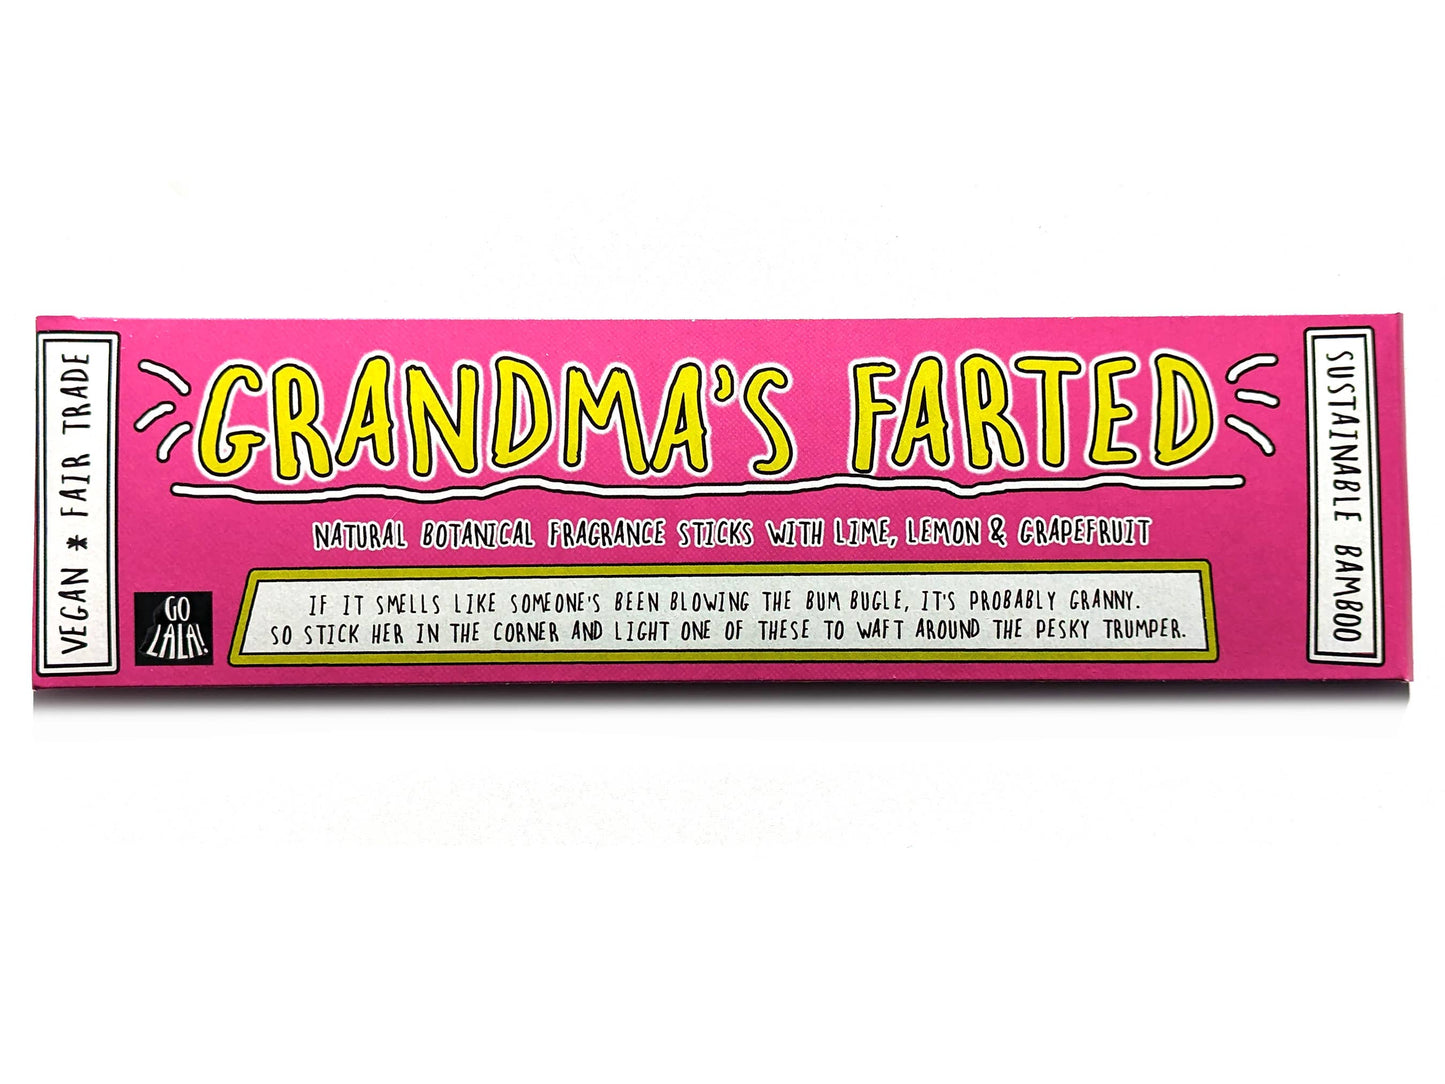 VEGAN * FAIR TRADE
GRANDMA'S FARTED
NATURAL BOTANICAL FRAGRANCE STICKS WITH LIME, LEMON & GRAPEFRUIT
IF IT SMELLS LIKE SOMEONE'S BEEN BLOWING THE BUM BUGLE, IT'S PROBABLY GRANNY.
SO STICK HER IN THE CORNER AND LIGHT ONE OF THESE TO WAFT AROUND THE PESKY TRUMPER.
GO
LALA!
SUSTAINABLE BAMBOO